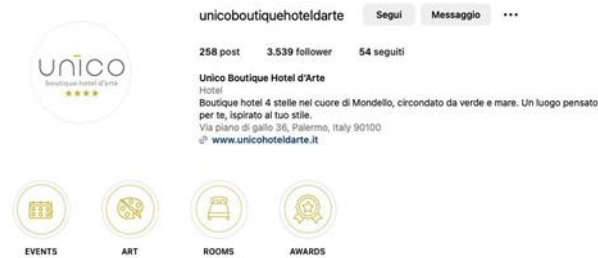 unicoboutiquehoteldarte Segui Messaggio
258 post 3.539 follower 54 seguiti
unico
boutique hotel d'arte
Unico Boutique Hotel d'Arte
Hotel
Boutique hotel 4 stelle nel cuore di Mondello, circondato da verde e mare. Un luogo pensato
per te, ispirato al tuo stile.
Via piano di gallo 36, Palermo, Italy 90100
www.unicohoteldarte.it
EVENTS ART ROOMS AWARDS